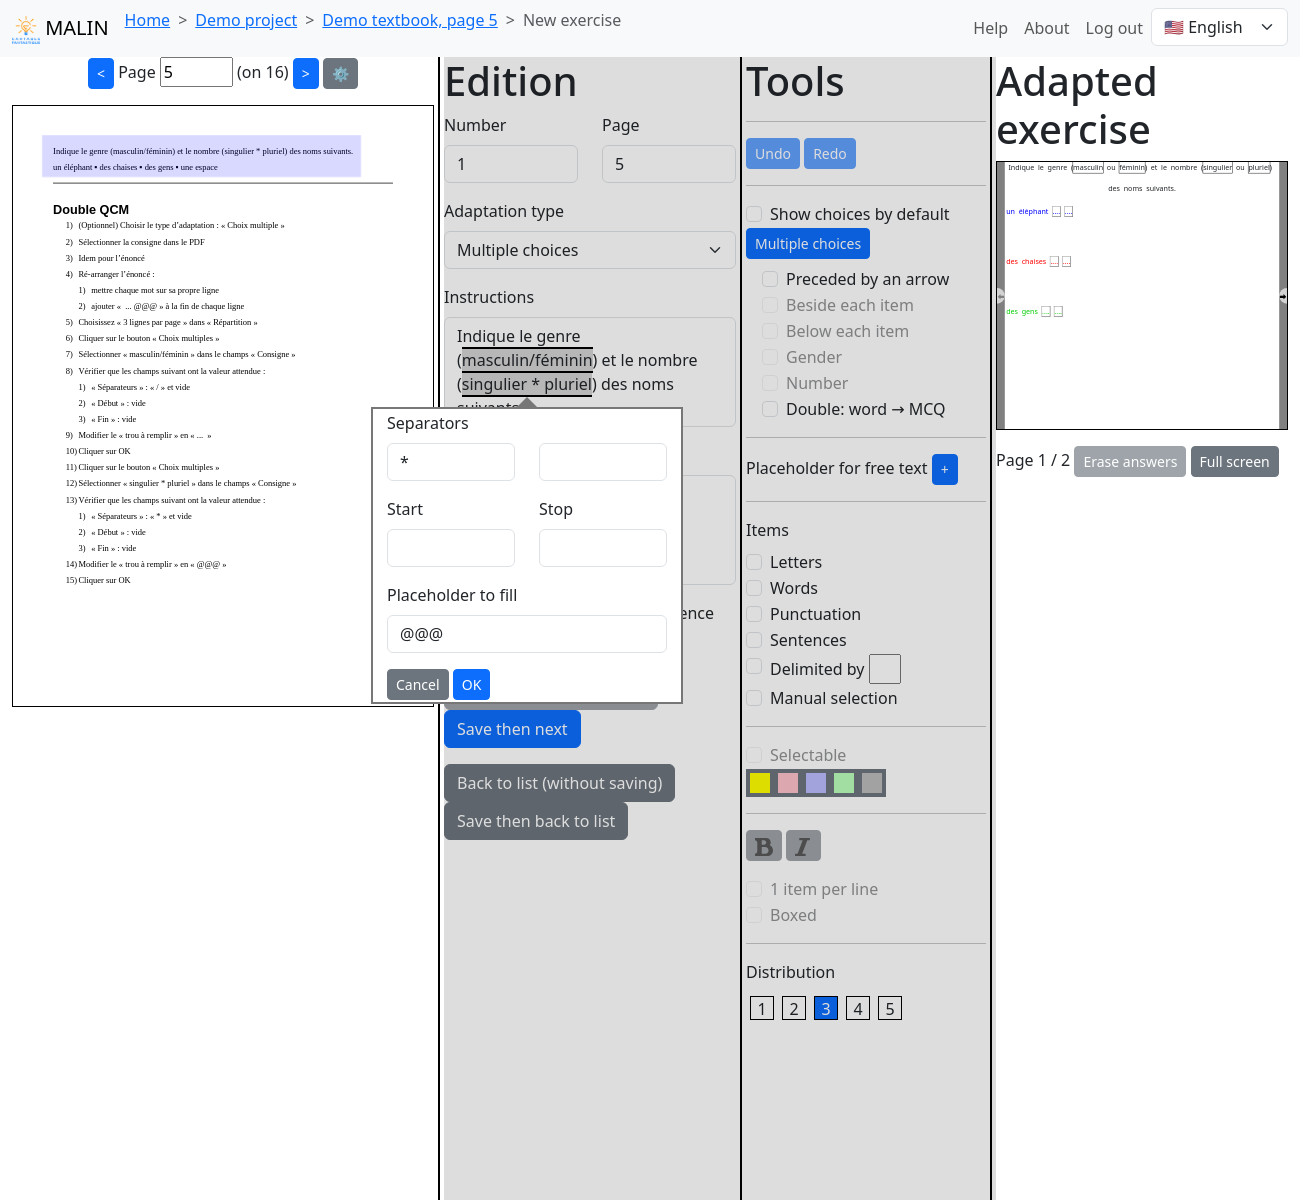 MALIN
Home > Demo project > Demo textbook, page 5 > New exercise
Help About Log out 🇺🇸 English
< Page 5 (on 16) > ⚙️
Indique le genre (masculin/féminin) et le nombre (singulier * pluriel) des noms suivants.
un éléphant • des chaises • des gens • une espace
Double QCM
1) (Optionnel) Choisir le type d’adaptation : « Choix multiple »
2) Sélectionner la consigne dans le PDF
3) Idem pour l’énoncé
4) Ré-arranger l’énoncé :
1) mettre chaque mot sur sa propre ligne
2) ajouter « ... @@@ » à la fin de chaque ligne
5) Choisissez « 3 lignes par page » dans « Répartition »
6) Cliquer sur le bouton « Choix multiples »
7) Sélectionner « masculin/féminin » dans le champs « Consigne »
8) Vérifier que les champs suivant ont la valeur attendue :
1) « Séparateurs » : « / » et vide
2) « Début » : vide
3) « Fin » : vide
9) Modifier le « trou à remplir » en « ... »
10) Cliquer sur OK
11) Cliquer sur le bouton « Choix multiples »
12) Sélectionner « singulier * pluriel » dans le champs « Consigne »
13) Vérifier que les champs suivant ont la valeur attendue :
1) « Séparateurs » : « * » et vide
2) « Début » : vide
3) « Fin » : vide
14) Modifier le « trou à remplir » en « @@@ »
15) Cliquer sur OK
Edition
Number Page
1 5
Adaptation type
Multiple choices
Instructions
Indique le genre
(masculin/féminin) et le nombre
(singulier * pluriel) des noms
suivants
Separators
*
Start Stop
Placeholder to fill
@@@
Cancel OK
ence
Save then next
Back to list (without saving)
Save then back to list
Tools
Undo Redo
Show choices by default
Multiple choices
Preceded by an arrow
Beside each item
Below each item
Gender
Number
Double: word → MCQ
Placeholder for free text +
Items
Letters
Words
Punctuation
Sentences
Delimited by
Manual selection
Selectable
B I
1 item per line
Boxed
Distribution
1 2 3 4 5
Adapted
exercise
Indique le genre (masculin ou féminin) et le nombre (singulier ou pluriel)
des noms suivants.
un éléphant .... ....
des chaises .... ....
des gens .... ....
Page 1 / 2 Erase answers Full screen